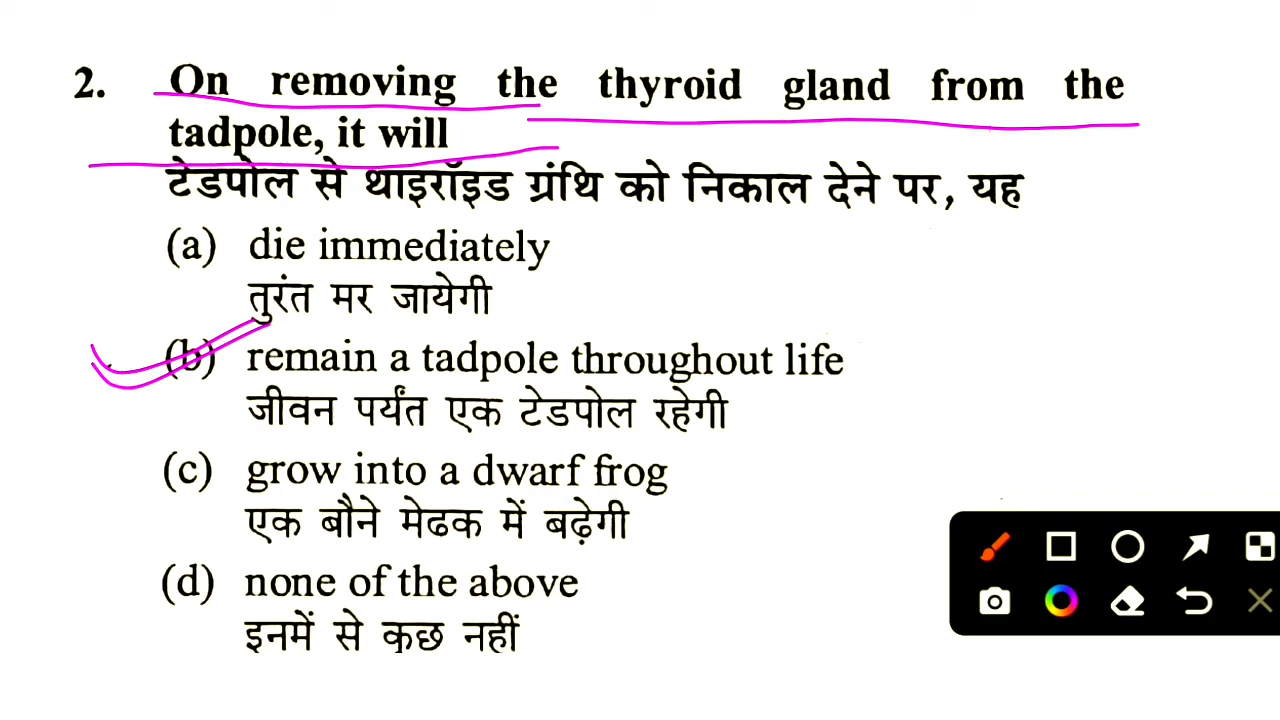 2. On removing the thyroid gland from the
tadpole, it will
टेडपोल से थाइरॉइड ग्रंथि को निकाल देने पर, यह
(a) die immediately
तुरंत मर जायेगी
(b) remain a tadpole throughout life
जीवन पर्यंत एक टेडपोल रहेगी
(c) grow into a dwarf frog
एक बौने मेढक में बढ़ेगी
(d) none of the above
इनमें से कुछ नहीं